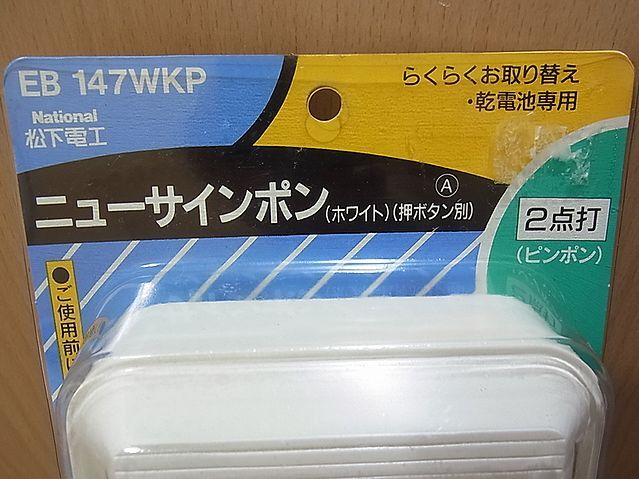 EB 147WKP
National
松下電工
らくらくお取り替え
・乾電池専用
ニューサインポン(ホワイト)(押ボタン別)
A
2点打
(ピンポン)
●ご使用前に